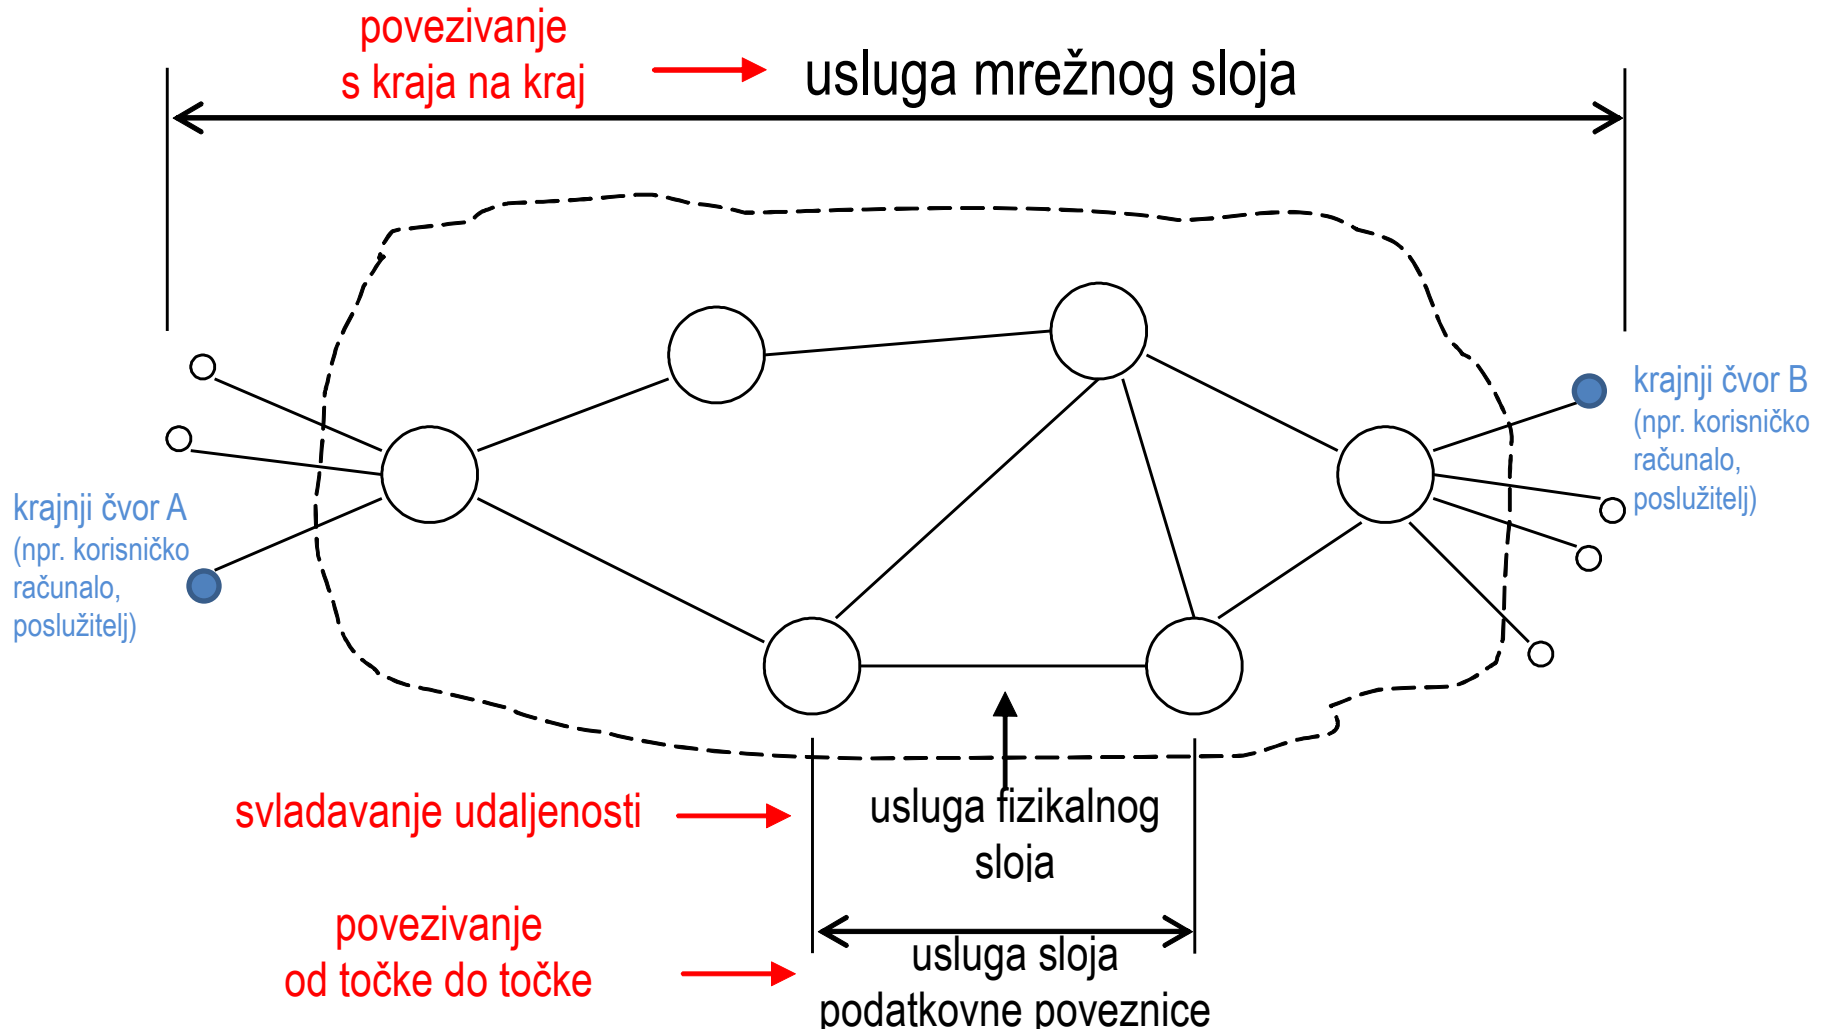 povezivanje
s kraja na kraj
usluga mrežnog sloja
krajnji čvor B
(npr. korisničko
računalo,
poslužitelj)
krajnji čvor A
(npr. korisničko
računalo,
poslužitelj)
svladavanje udaljenosti
usluga fizikalnog
sloja
povezivanje
od točke do točke
usluga sloja
podatkovne poveznice